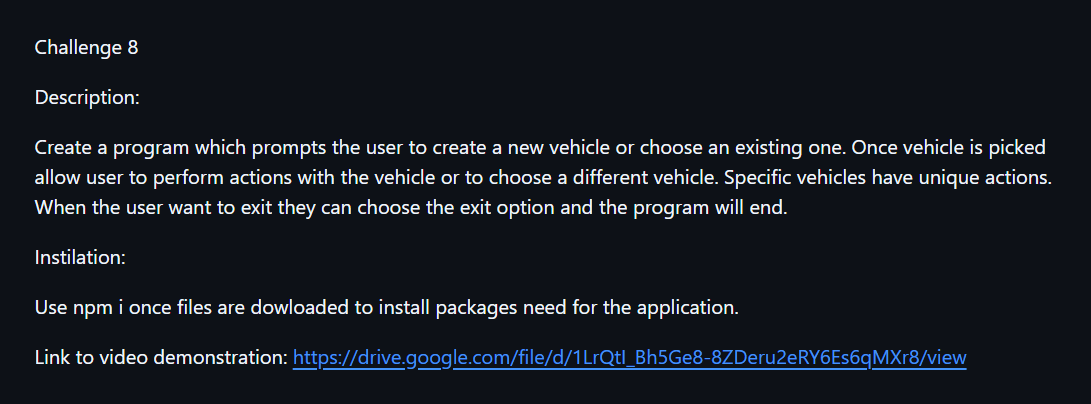 Challenge 8
Description:
Create a program which prompts the user to create a new vehicle or choose an existing one. Once vehicle is picked
allow user to perform actions with the vehicle or to choose a different vehicle. Specific vehicles have unique actions.
When the user want to exit they can choose the exit option and the program will end.
Instilation:
Use npm i once files are dowloaded to install packages need for the application.
Link to video demonstration: https://drive.google.com/file/d/1LrQtI_Bh5Ge8-8ZDeru2eRY6Es6qMXr8/view